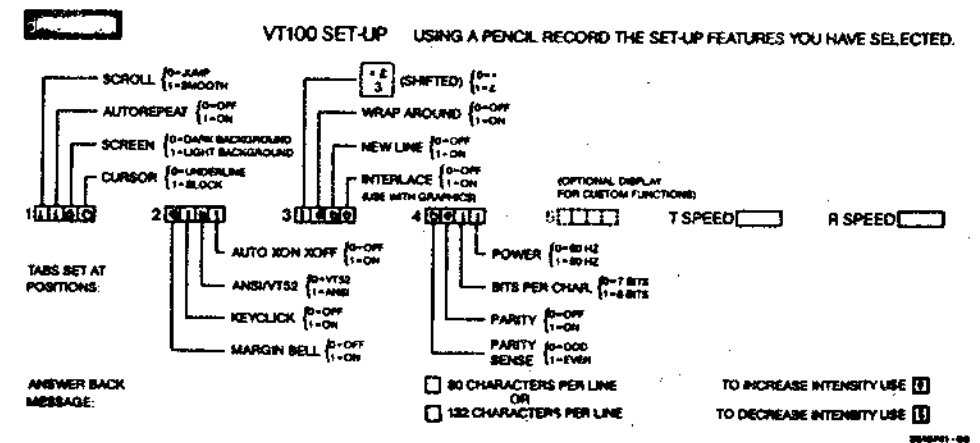 VT100 SET-UP USING A PENCIL RECORD THE SET-UP FEATURES YOU HAVE SELECTED.
SCROLL {0=JUMP 1=SMOOTH
AUTOREPEAT {0=OFF 1=ON
SCREEN {0=DARK BACKGROUND 1=LIGHT BACKGROUND
CURSOR {0=UNDERLINE 1=BLOCK
£ 3 (SHIFTED) {0= 1=£
WRAP AROUND {0=OFF 1=ON
NEW LINE {0=OFF 1=ON
INTERLACE {0=OFF 1=ON
(USE WITH GRAPHICS)
(OPTIONAL DISPLAY
FOR CUSTOM FUNCTIONS)
1 2 3 4 5 T SPEED R SPEED
AUTO XON XOFF {0=OFF 1=ON
ANSI/VT52 {0=VT52 1=ANSI
KEYCLICK {0=OFF 1=ON
MARGIN BELL {0=OFF 1=ON
POWER {0=60 HZ 1=50 HZ
BITS PER CHAR. {0=7 BITS 1=8 BITS
PARITY {0=OFF 1=ON
PARITY SENSE {0=ODD 1=EVEN
TABS SET AT
POSITIONS:
ANSWER BACK
MESSAGE:
80 CHARACTERS PER LINE
OR
132 CHARACTERS PER LINE
TO INCREASE INTENSITY USE
TO DECREASE INTENSITY USE